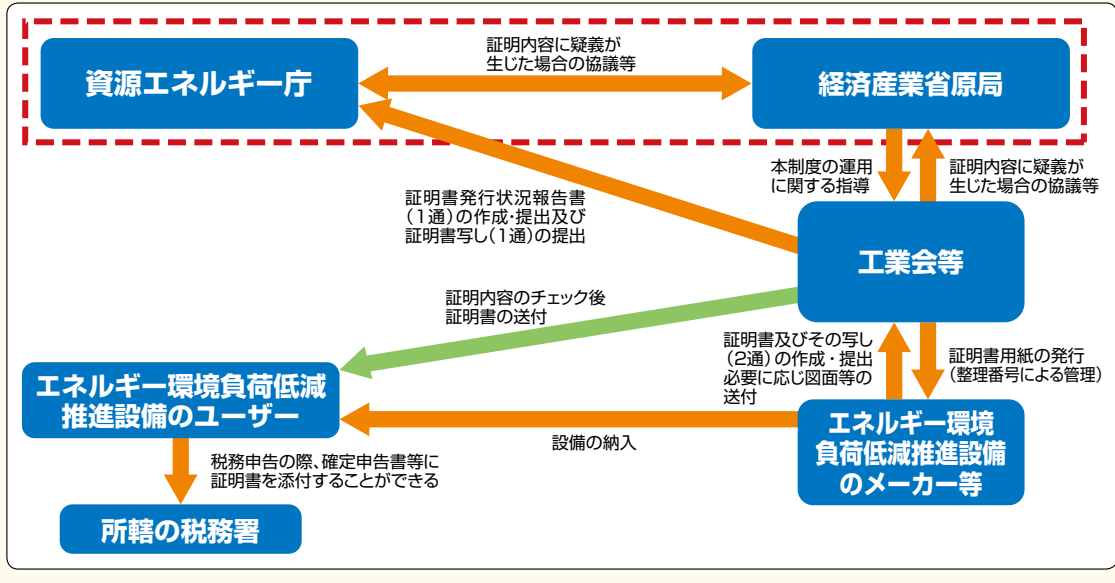 資源エネルギー庁
証明内容に疑義が
生じた場合の協議等
経済産業省原局
本制度の運用
に関する指導
証明内容に疑義が
生じた場合の協議等
証明書発行状況報告書
(1通)の作成・提出及び
証明書写し(1通)の提出
工業会等
証明内容のチェック後
証明書の送付
証明書及びその写し
(2通)の作成・提出
必要に応じ図面等の
送付
証明書用紙の発行
(整理番号による管理)
エネルギー環境負荷低減
推進設備のユーザー
設備の納入
エネルギー環境
負荷低減推進設備
のメーカー等
税務申告の際、確定申告書等に
証明書を添付することができる
所轄の税務署